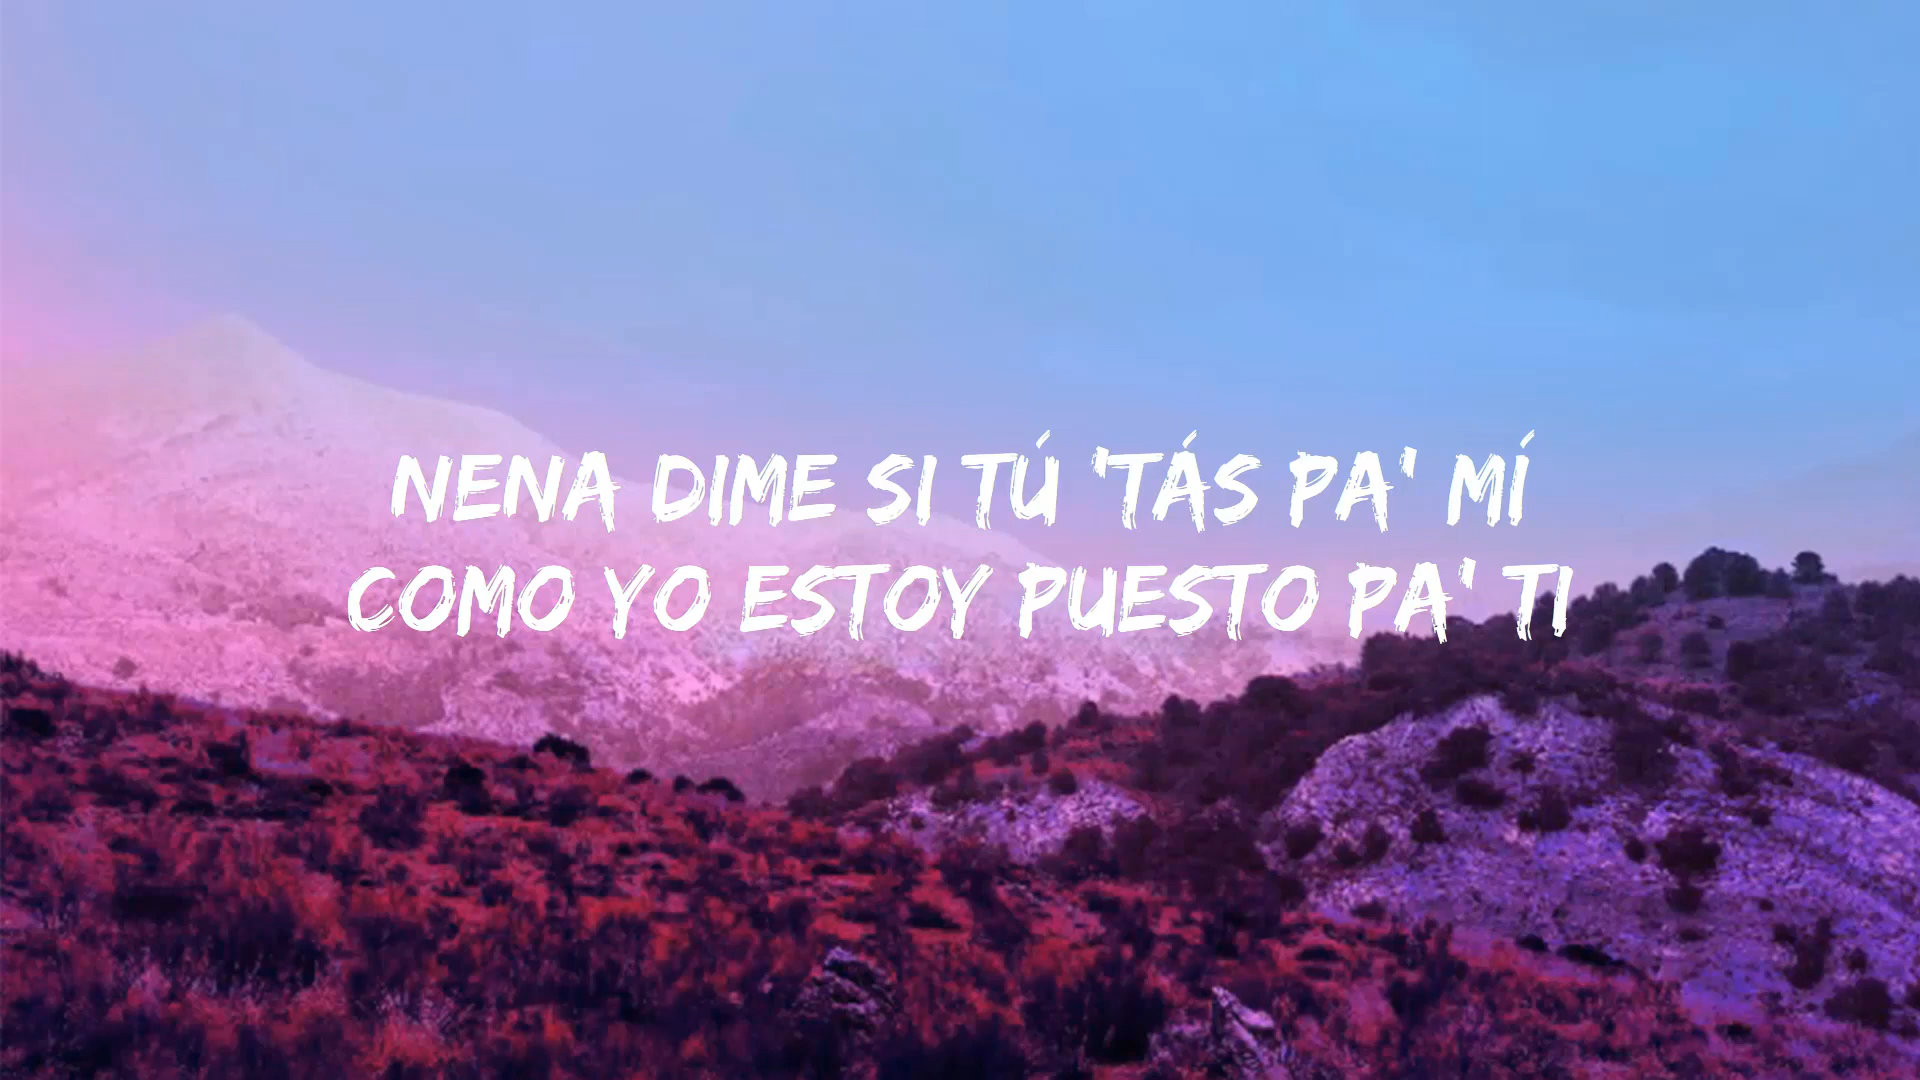 NENA DIME SI TÚ 'TÁS PA' MÍ
COMO YO ESTOY PUESTO PA' TI